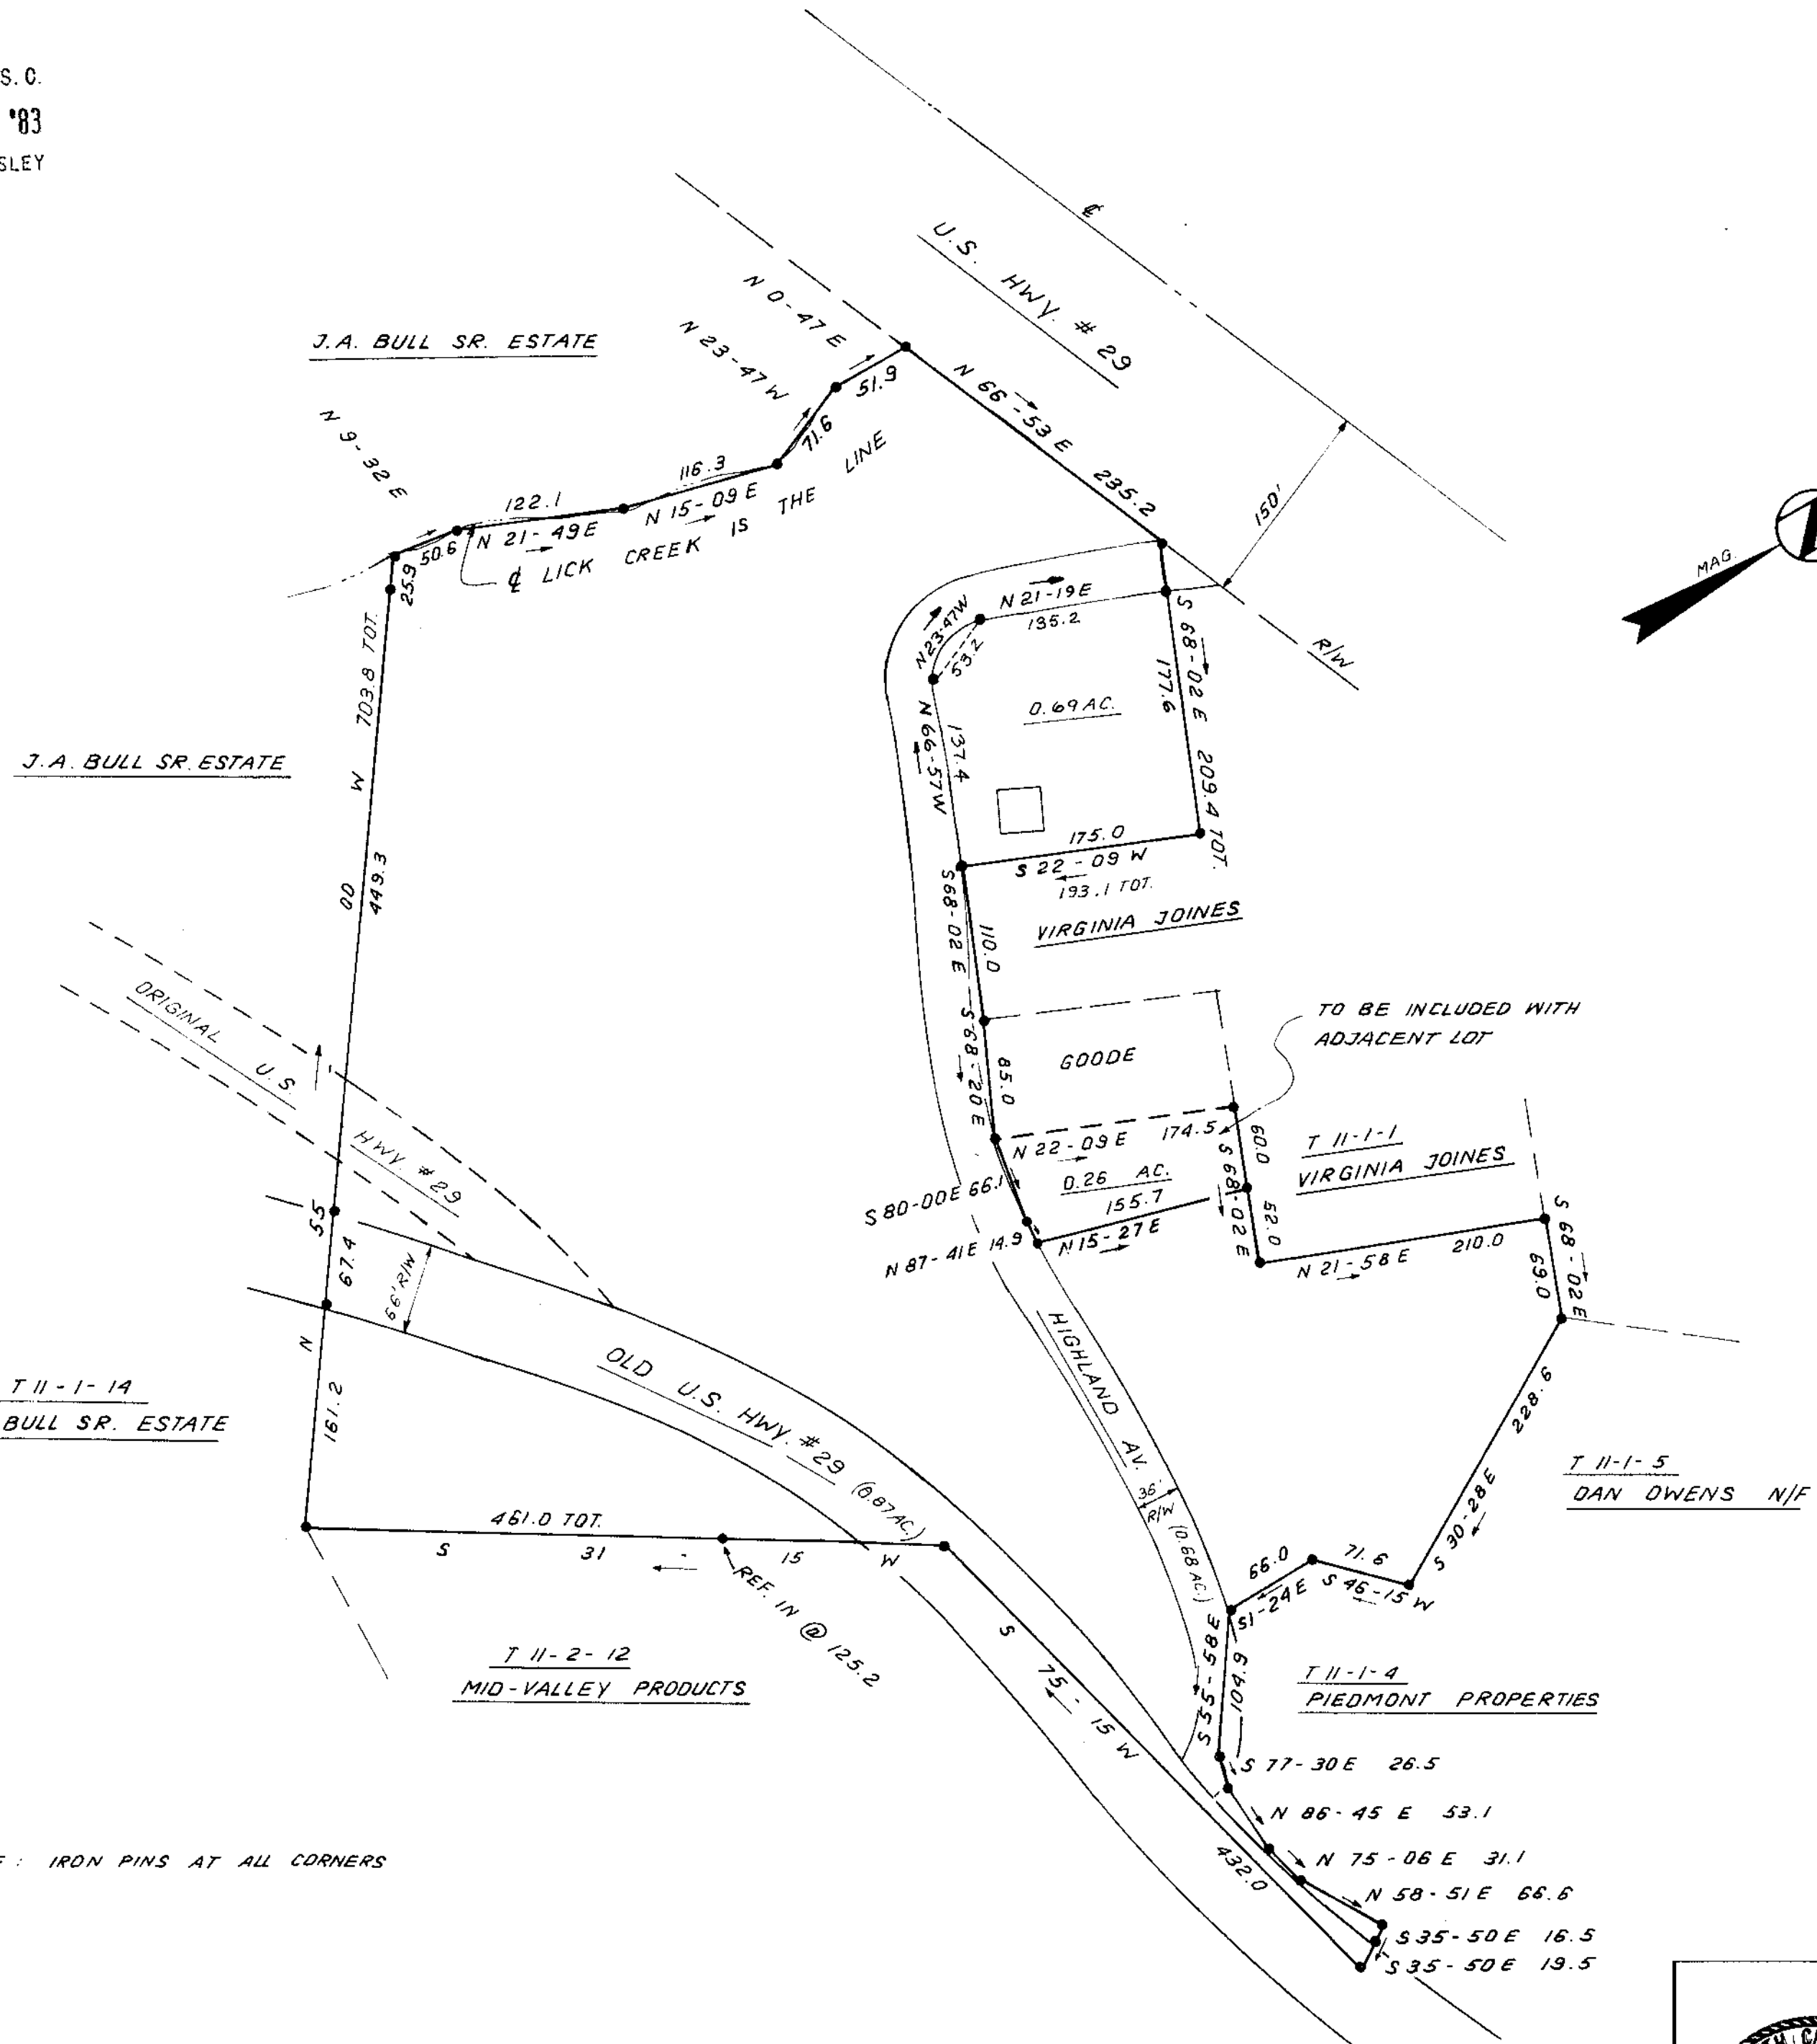 S. C.
'83
SLEY
℄
U.S. HWY. # 29
N 0-47 E
N 23-47 W
J.A. BULL SR. ESTATE
51.9
N 66-53 E 235.2
71.6
N 9-32 E
116.3
122.1
N 15-09 E
N 21-49 E
50.6
25.9
℄ LICK CREEK IS THE LINE
150'
MAG.
N 21-19 E
135.2
N 23-47 W
53.2
R/W
S 68-02 E 209.4 TOT.
177.6
0.69 AC.
N 66-57 W
137.4
703.8 TOT.
J.A. BULL SR. ESTATE
N 00 W
449.3
175.0
S 22-09 W
193.1 TOT.
VIRGINIA JOINES
S 68-02 E
110.0
S 68-20 E
85.0
GOODE
TO BE INCLUDED WITH
ADJACENT LOT
ORIGINAL U.S. HWY. #29
N 22-09 E 174.5
60.0
S 68-02 E
52.0
T 11-1-1
VIRGINIA JOINES
0.26 AC.
155.7
S 80-00 E 66.1
N 15-27 E
N 87-41 E 14.9
N 21-58 E 210.0
S 68-02 E
69.0
55
67.4
66' R/W
161.2
OLD U.S. HWY. #29 (0.87 AC.)
HIGHLAND AV.
36'
R/W (0.68 AC.)
T 11-1-14
BULL SR. ESTATE
228.6
S 30-28 E
T 11-1-5
DAN OWENS N/F
461.0 TOT.
S 31 - 15 W
REF. IN @ 125.2
66.0
71.6
S 1-24 E
S 46-15 W
S 55-58 E
104.9
T 11-2-12
MID-VALLEY PRODUCTS
S 75-15 W
432.0
T 11-1-4
PIEDMONT PROPERTIES
S 77-30 E 26.5
N 86-45 E 53.1
N 75-06 E 31.1
N 58-51 E 66.6
S 35-50 E 16.5
S 35-50 E 19.5
E : IRON PINS AT ALL CORNERS